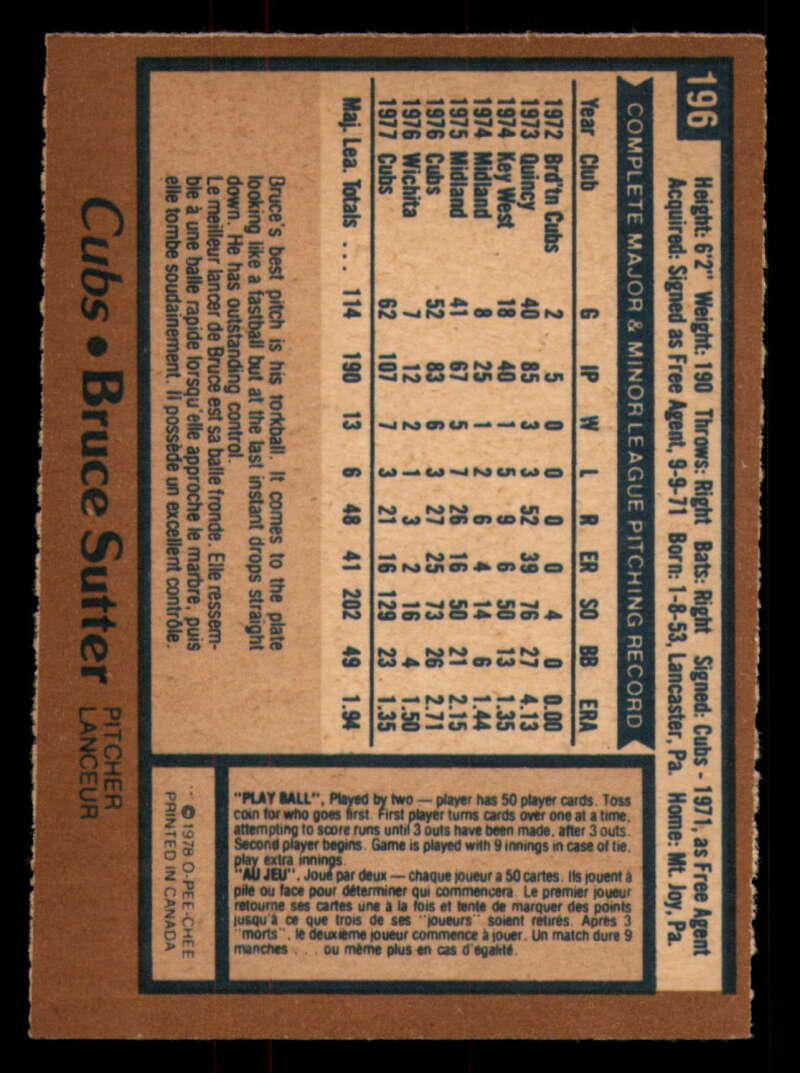 196
Height: 6'2" Weight: 190 Throws: Right Bats: Right Signed: Cubs - 1971, as Free Agent
Acquired: Signed as Free Agent, 9-9-71 Born: 1-8-53, Lancaster, Pa. Home: Mt. Joy, Pa.
COMPLETE MAJOR & MINOR LEAGUE PITCHING RECORD
Year Club G IP W L R ER SO BB ERA
1972 Brd'tn Cubs 2 5 0 0 0 0 4 0 0.00
1973 Quincy 40 85 3 3 52 39 76 27 4.13
1974 Key West 18 40 1 5 9 6 50 13 1.35
1974 Midland 8 25 1 2 6 4 14 6 1.44
1975 Midland 41 67 5 7 26 16 50 21 2.15
1976 Cubs 52 83 6 3 27 25 73 26 2.71
1976 Wichita 7 12 2 1 3 2 16 4 1.50
1977 Cubs 62 107 7 3 21 16 129 23 1.35
Maj. Lea. Totals ... 114 190 13 6 48 41 202 49 1.94
Bruce's best pitch is his forkball. It comes to the plate
looking like a fastball but at the last instant drops straight
down. He has outstanding control.
Le meilleur lancer de Bruce est sa balle fronde. Elle ressem-
ble à une balle rapide lorsqu'elle approche le marbre, puis
elle tombe soudainement. Il possède un excellent contrôle.
"PLAY BALL", Played by two — player has 50 player cards. Toss
coin for who goes first. First player turns cards over one at a time,
attempting to score runs until 3 outs have been made, after 3 outs.
Second player begins. Game is played with 9 innings in case of tie,
play extra innings.
"AU JEU", Joué par deux — chaque joueur a 50 cartes. Ils jouent à
pile ou face pour déterminer qui commencera. Le premier joueur
retourne ses cartes une à la fois et tente de marquer des points
jusqu'à ce que trois de ses "joueurs" soient retirés. Après 3
"morts", le deuxième joueur commence à jouer. Un match dure 9
manches ... ou même plus en cas d'égalité.
© 1978 O-PEE-CHEE
PRINTED IN CANADA
Cubs • Bruce Sutter PITCHER
LANCEUR